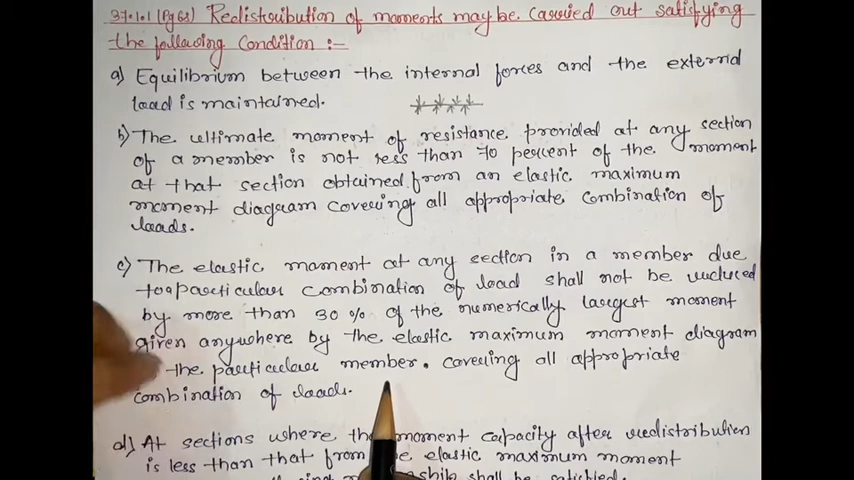 37.1.1 (Pg 68) Redistribution of moments may be Carried out satisfying
the following Condition :-
a) Equilibrium between the internal forces and the external
load is maintained.
b) The ultimate moment of resistance provided at any section
of a member is not less than 70 percent of the moment
at that section obtained from an elastic maximum
moment diagram covering all appropriate combination of
loads.
c) The elastic moment at any section in a member due
to a particular combination of load shall not be reduced
by more than 30 % of the numerically largest moment
given anywhere by the elastic maximum moment diagram
the particular member. covering all appropriate
combination of loads.
d) At sections where the moment capacity after redistribution
is less than that from the elastic maximum moment
shall be satisfied.